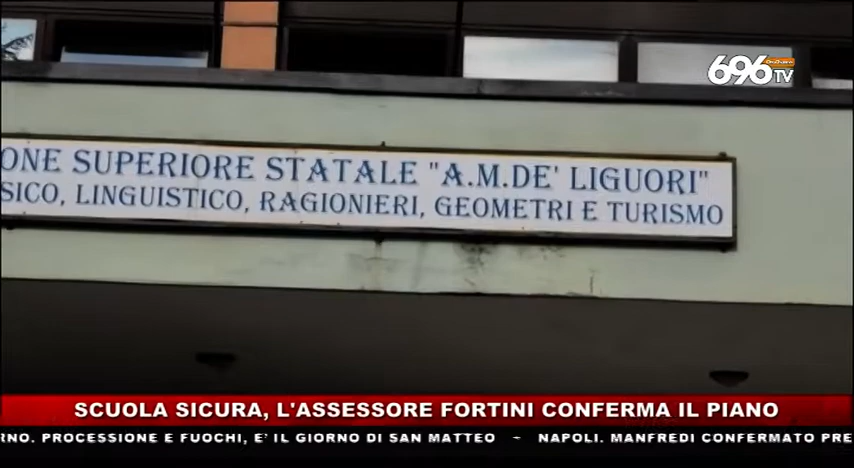 696
OttoChannel
TV
ONE SUPERIORE STATALE "A.M.DE' LIGUORI"
SICO, LINGUISTICO, RAGIONIERI, GEOMETRI E TURISMO
SCUOLA SICURA, L'ASSESSORE FORTINI CONFERMA IL PIANO
RNO. PROCESSIONE E FUOCHI, E' IL GIORNO DI SAN MATTEO - NAPOLI. MANFREDI CONFERMATO PRE